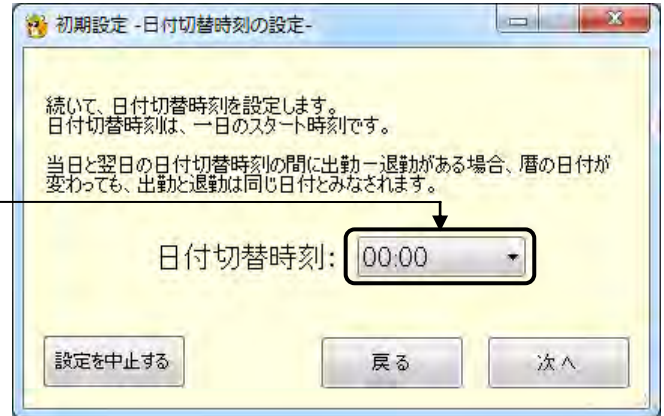 初期設定 -日付切替時刻の設定-
続いて、日付切替時刻を設定します。
日付切替時刻は、一日のスタート時刻です。
当日と翌日の日付切替時刻の間に出勤－退勤がある場合、暦の日付が
変わっても、出勤と退勤は同じ日付とみなされます。
日付切替時刻: 00:00
設定を中止する 戻る 次へ